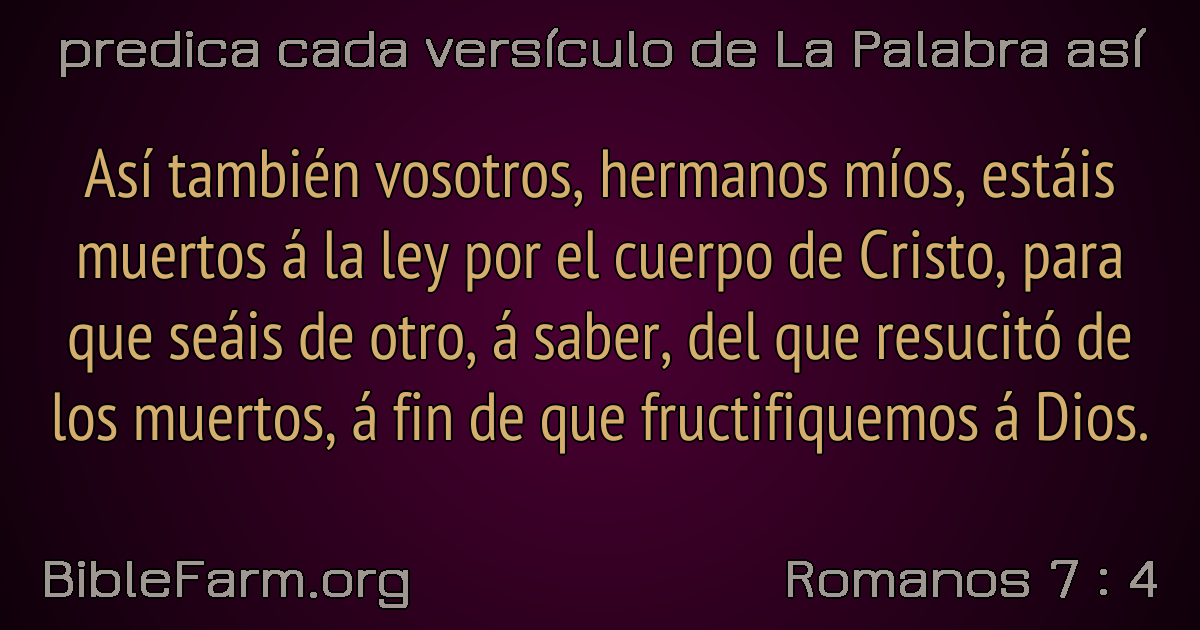 predica cada versículo de La Palabra así
Así también vosotros, hermanos míos, estáis
muertos á la ley por el cuerpo de Cristo, para
que seáis de otro, á saber, del que resucitó de
los muertos, á fin de que fructifiquemos á Dios.
BibleFarm.org
Romanos 7 : 4